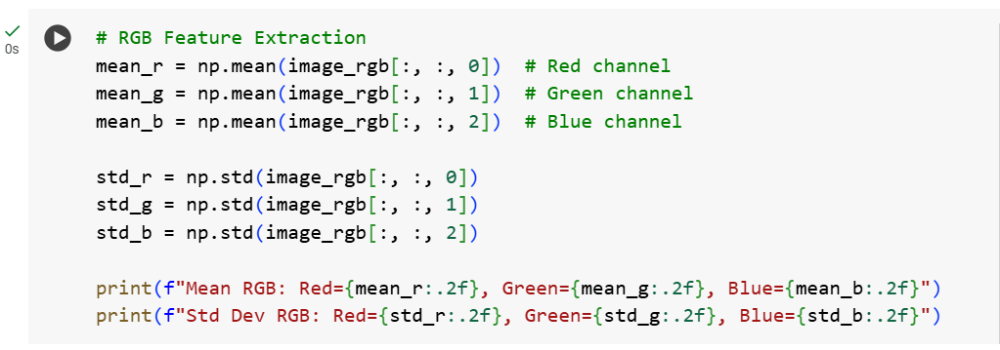 # RGB Feature Extraction
mean_r = np.mean(image_rgb[:, :, 0])  # Red channel
mean_g = np.mean(image_rgb[:, :, 1])  # Green channel
mean_b = np.mean(image_rgb[:, :, 2])  # Blue channel
std_r = np.std(image_rgb[:, :, 0])
std_g = np.std(image_rgb[:, :, 1])
std_b = np.std(image_rgb[:, :, 2])
print(f"Mean RGB: Red={mean_r:.2f}, Green={mean_g:.2f}, Blue={mean_b:.2f}")
print(f"Std Dev RGB: Red={std_r:.2f}, Green={std_g:.2f}, Blue={std_b:.2f}")
0s